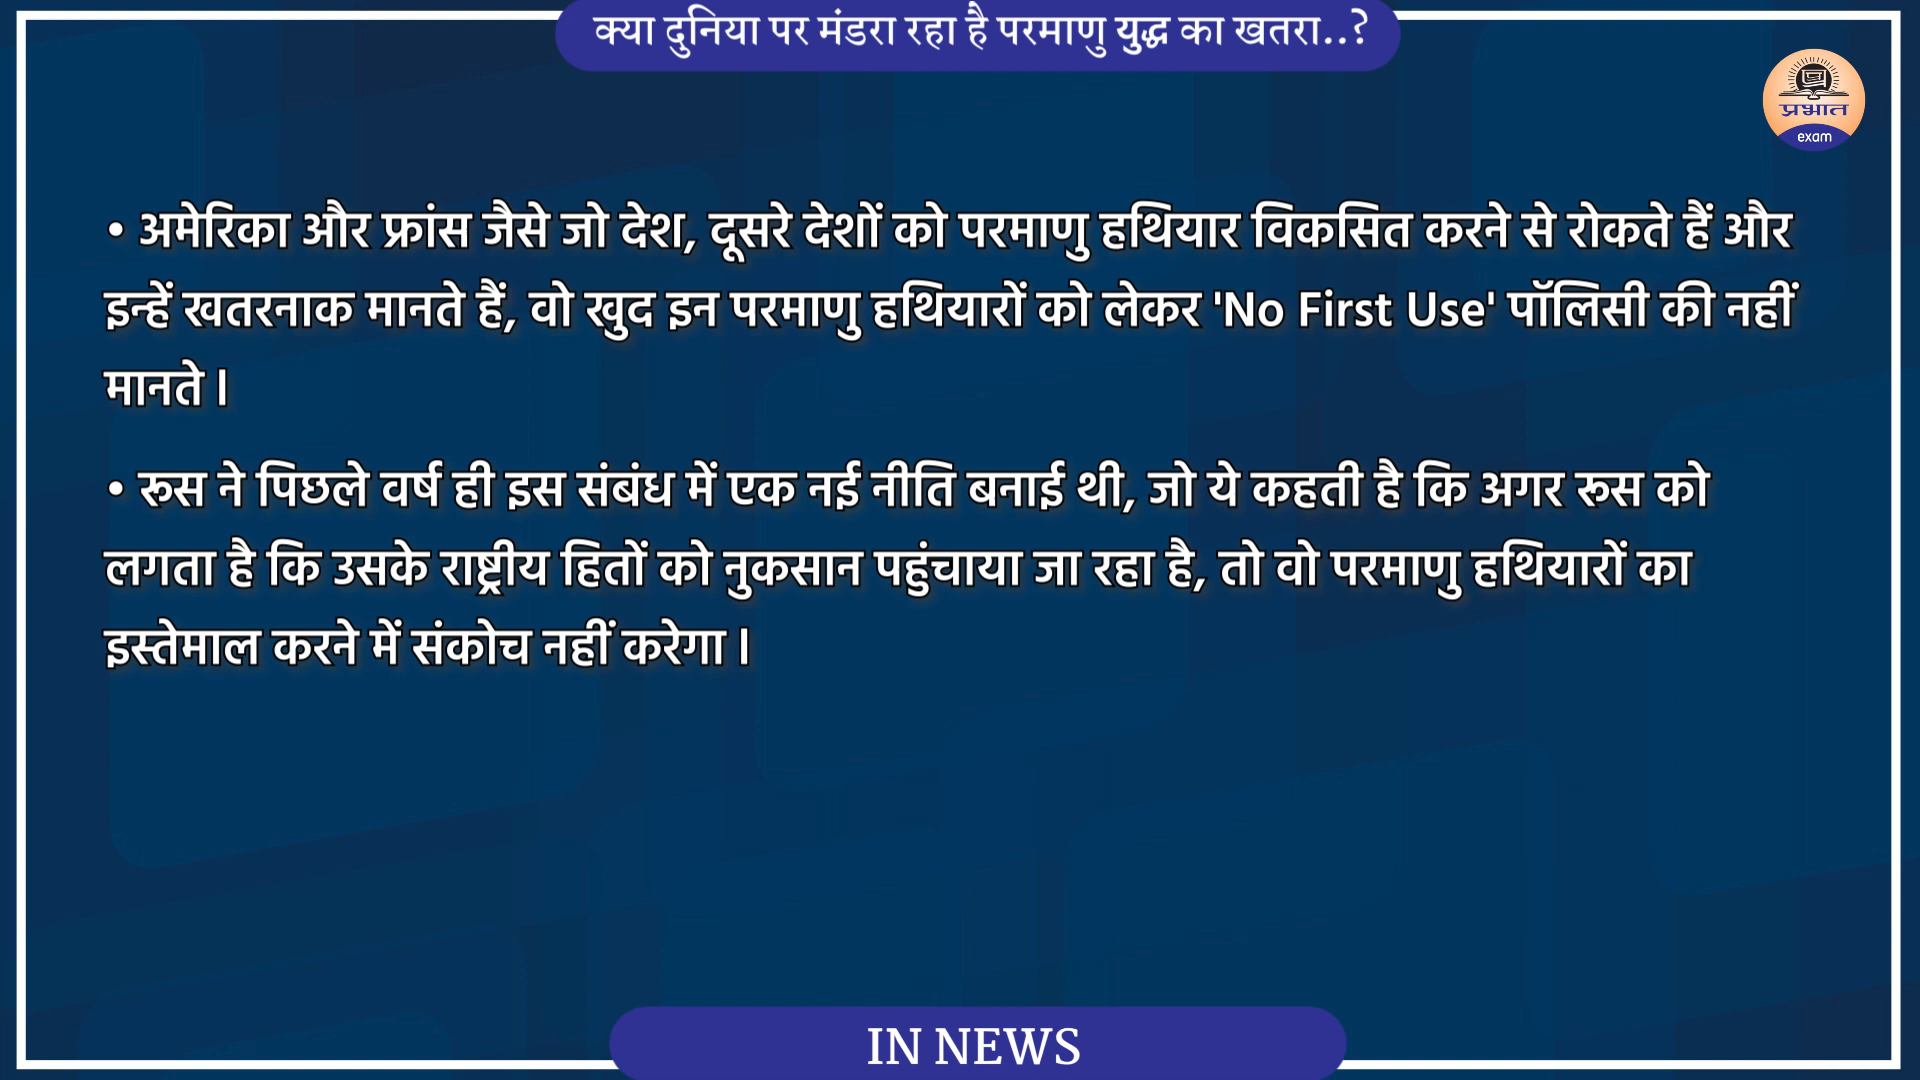 क्या दुनिया पर मंडरा रहा है परमाणु युद्ध का खतरा..?
प्रभात
exam
• अमेरिका और फ्रांस जैसे जो देश, दूसरे देशों को परमाणु हथियार विकसित करने से रोकते हैं और
इन्हें खतरनाक मानते हैं, वो खुद इन परमाणु हथियारों को लेकर 'No First Use' पॉलिसी की नहीं
मानते ।
• रूस ने पिछले वर्ष ही इस संबंध में एक नई नीति बनाई थी, जो ये कहती है कि अगर रूस को
लगता है कि उसके राष्ट्रीय हितों को नुकसान पहुंचाया जा रहा है, तो वो परमाणु हथियारों का
इस्तेमाल करने में संकोच नहीं करेगा ।
IN NEWS